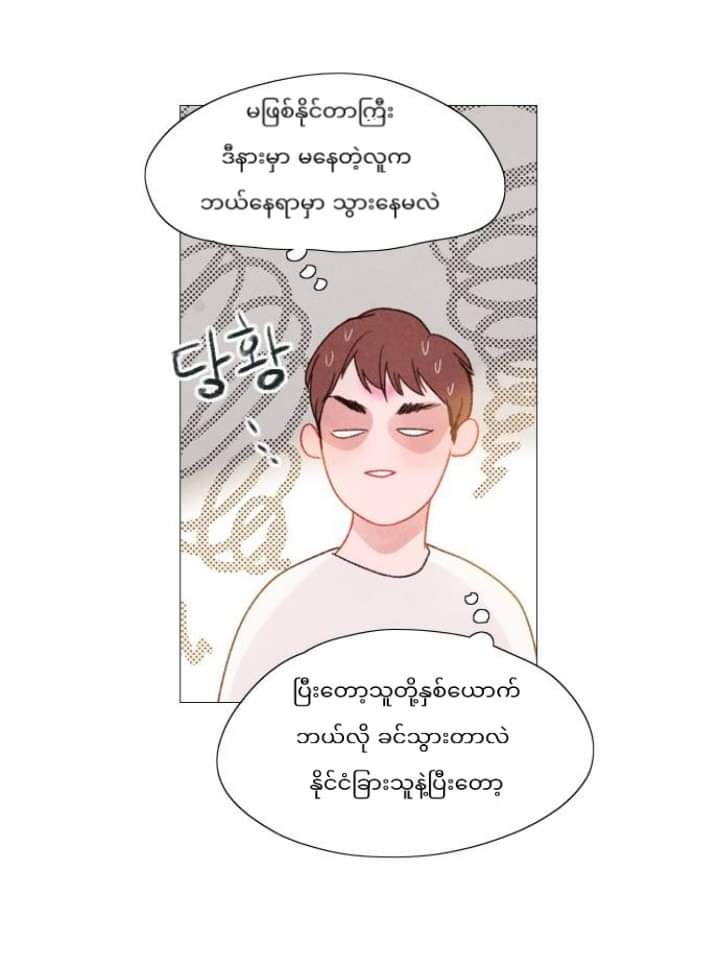 မဖြစ်နိုင်တာကြီး
ဒီနားမှာ မနေတဲ့လူက
ဘယ်နေရာမှာ သွားနေမလဲ
당황
ပြီးတော့သူတို့နှစ်ယောက်
ဘယ်လို ခင်သွားတာလဲ
နိုင်ငံခြားသူနဲ့ပြီးတော့